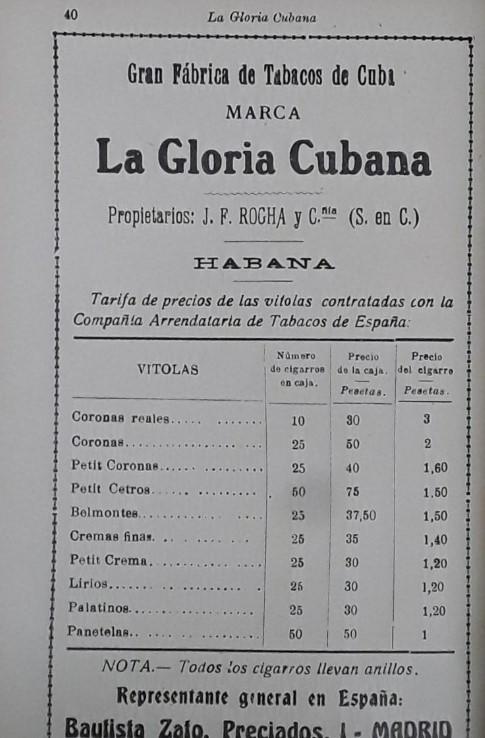 40 La Gloria Cubana
Gran Fábrica de Tabacos de Cuba
MARCA
La Gloria Cubana
Propietarios: J. F. ROCHA y C.ñía (S. en C.)
HABANA
Tarifa de precios de las vitolas contratadas con la
Compañía Arrendataria de Tabacos de España:
VITOLAS Número de cigarros en caja. Precio de la caja. Pesetas. Precio del cigarro Pesetas.
Coronas reales..... ....... 10 30 3
Coronas..................... 25 50 2
Petit Coronas............... 25 40 1,60
Petit Cetros...... ......... 50 75 1.50
Belmontes................... 25 37,50 1,50
Cremas finas. .. .......... 25 35 1,40
Petit Crema................ 25 30 1,20
Lirios...................... 25 30 1,20
Palatinos................... 25 30 1,20
Panetelas.. ............... 50 50 1
NOTA.— Todos los cigarros llevan anillos.
Representante general en España:
Bautista Zato, Preciados, 1 - MADRID